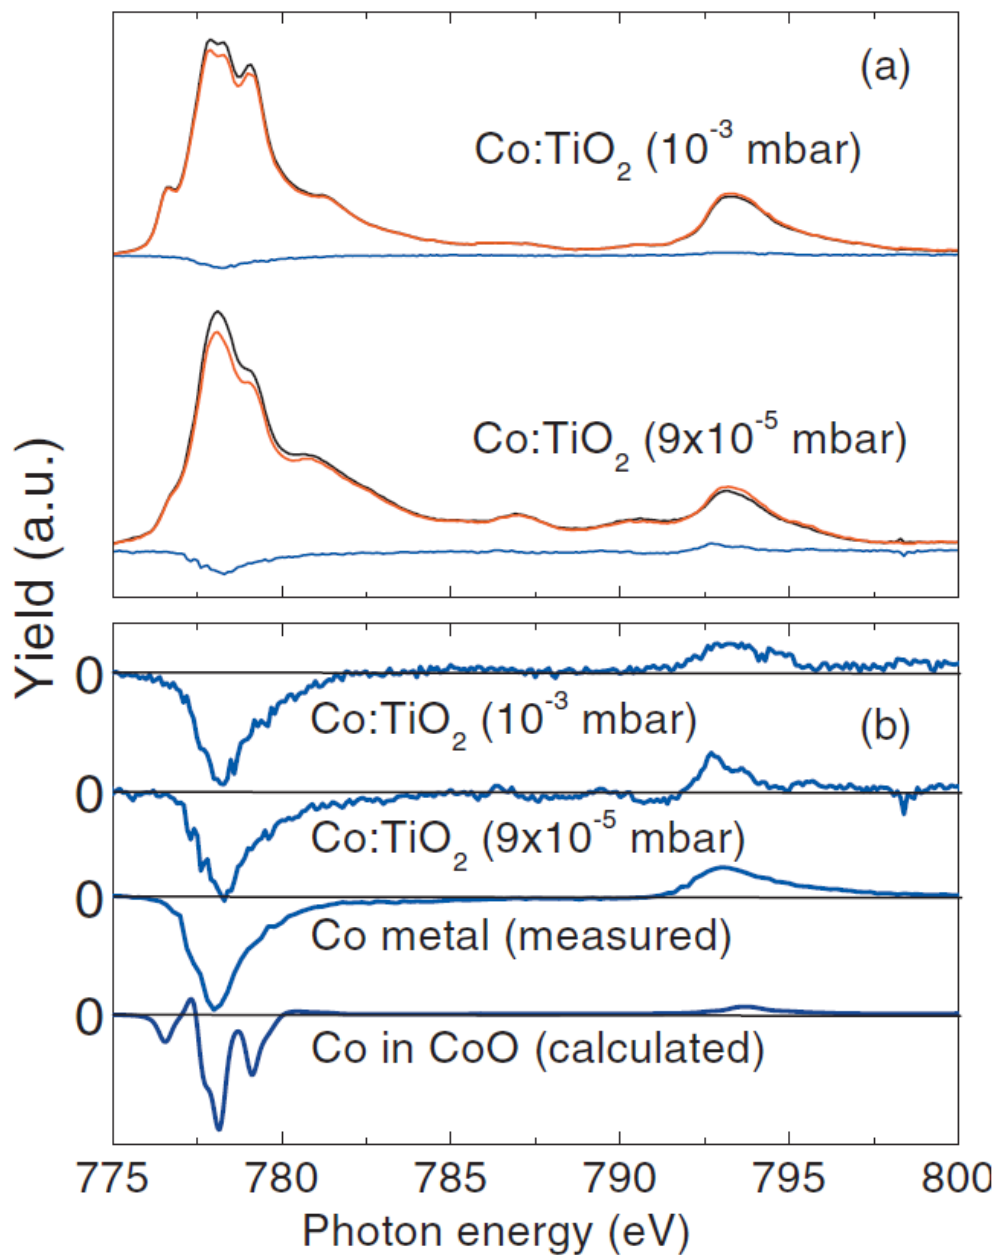 (a)
Co:TiO₂ (10⁻³ mbar)
Co:TiO₂ (9x10⁻⁵ mbar)
Yield (a.u.)
0
Co:TiO₂ (10⁻³ mbar)
(b)
0
Co:TiO₂ (9x10⁻⁵ mbar)
0
Co metal (measured)
0
Co in CoO (calculated)
775 780 785 790 795 800
Photon energy (eV)